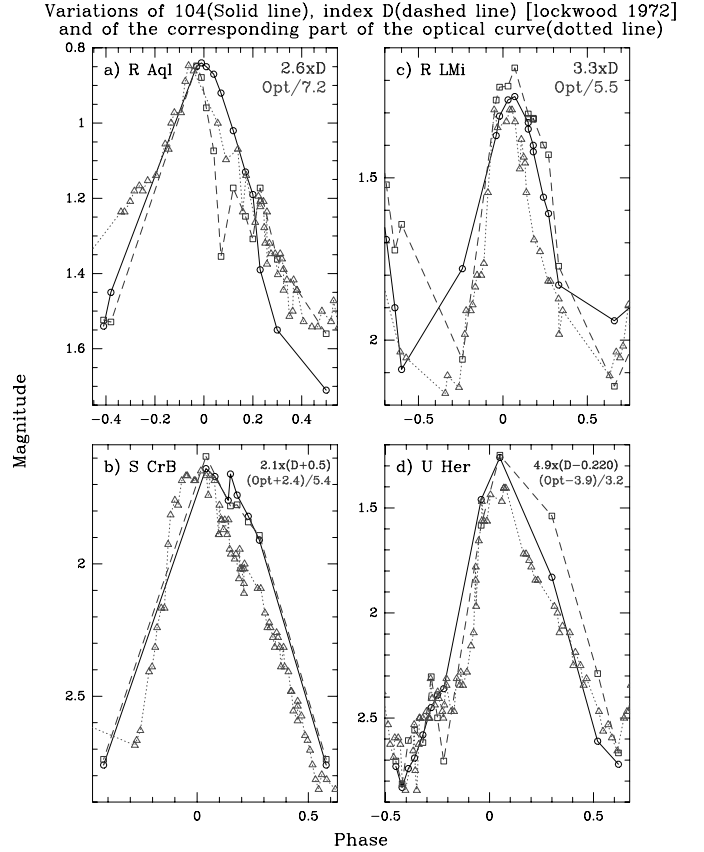 Variations of 104(Solid line), index D(dashed line) [lockwood 1972]
and of the corresponding part of the optical curve(dotted line)
a) R Aql
2.6xD
Opt/7.2
0.8
1
1.2
1.4
1.6
−0.4 −0.2 0 0.2 0.4
c) R LMi
3.3xD
Opt/5.5
1.5
2
−0.5 0 0.5
Magnitude
b) S CrB
2.1x(D+0.5)
(Opt+2.4)/5.4
2
2.5
0 0.5
d) U Her
4.9x(D−0.220)
(Opt−3.9)/3.2
1.5
2
2.5
−0.5 0 0.5
Phase